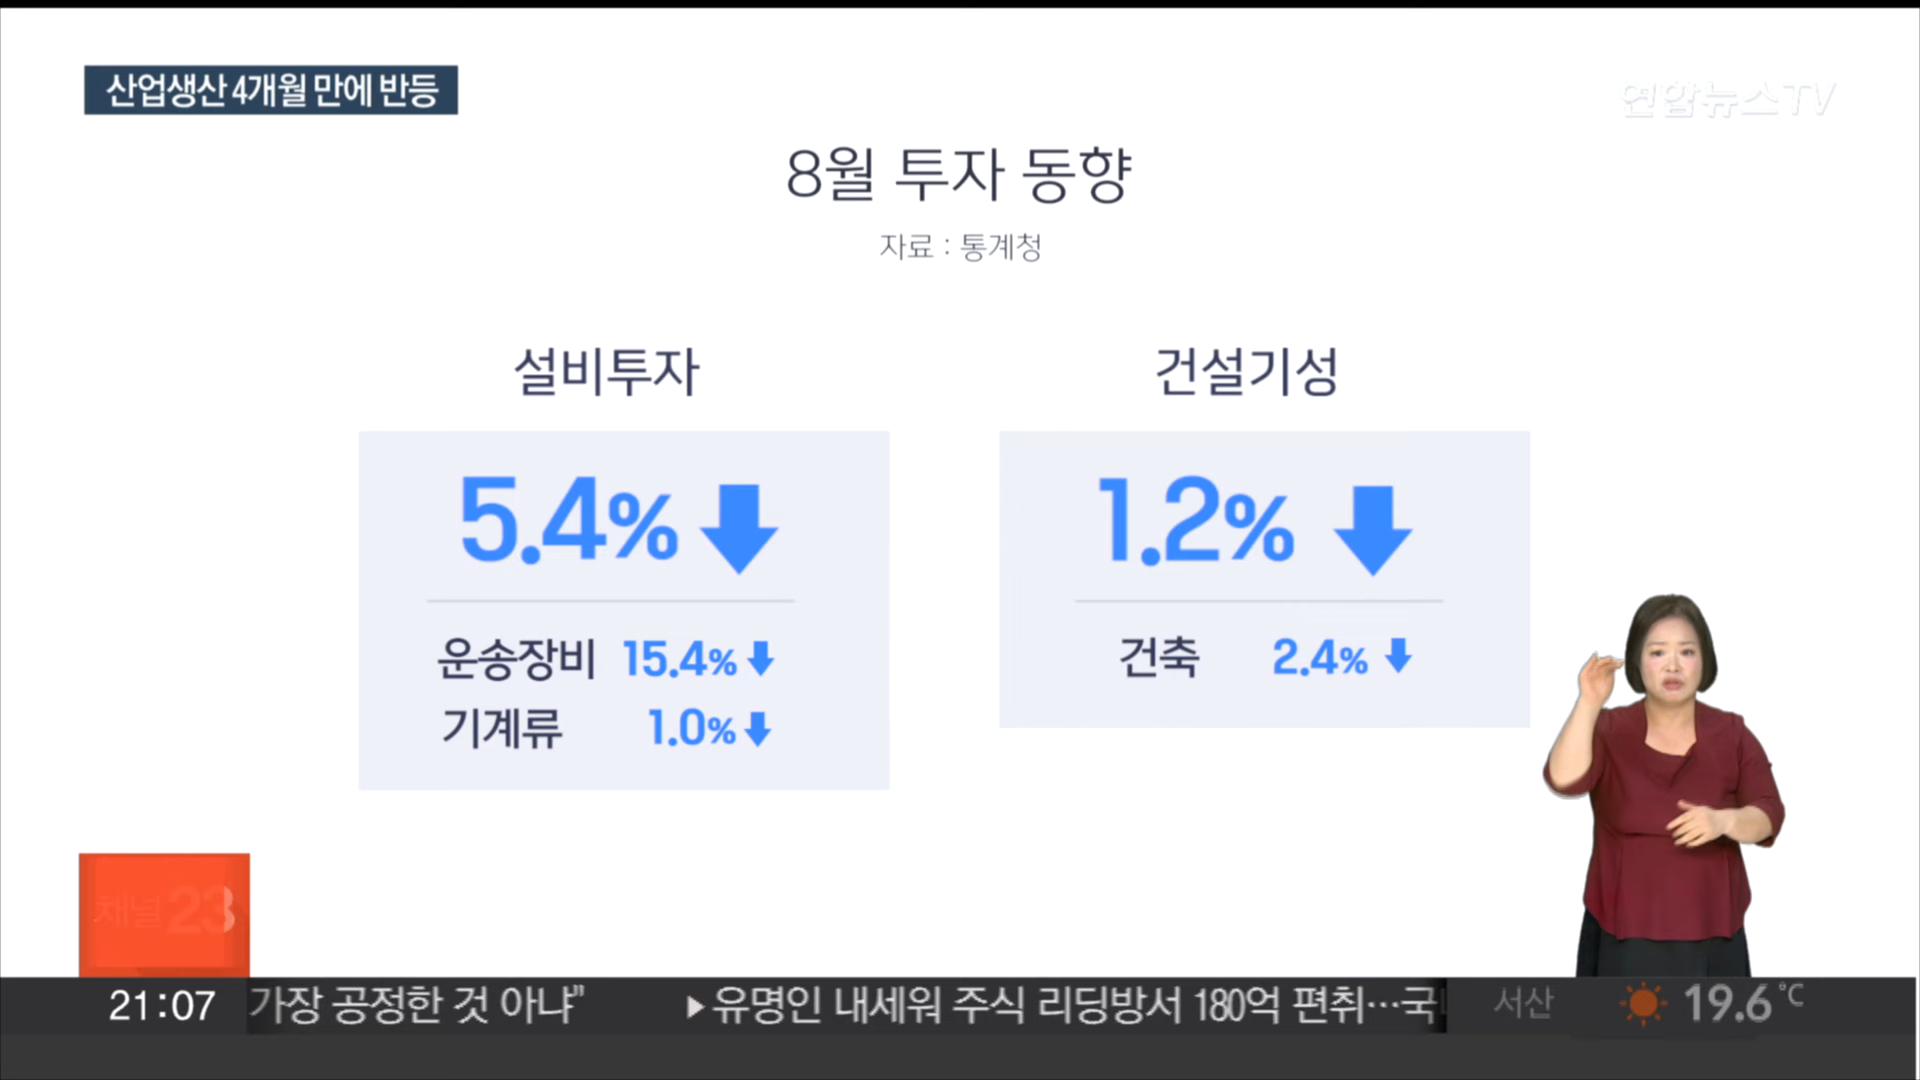 산업생산 4개월 만에 반등
연합뉴스TV
8월 투자 동향
자료 : 통계청
설비투자
건설기성
5.4%
1.2%
운송장비 15.4%
기계류 1.0%
건축 2.4%
채널 23
21:07
가장 공정한 것 아냐”
▶유명인 내세워 주식 리딩방서 180억 편취…국
서산
19.6°C